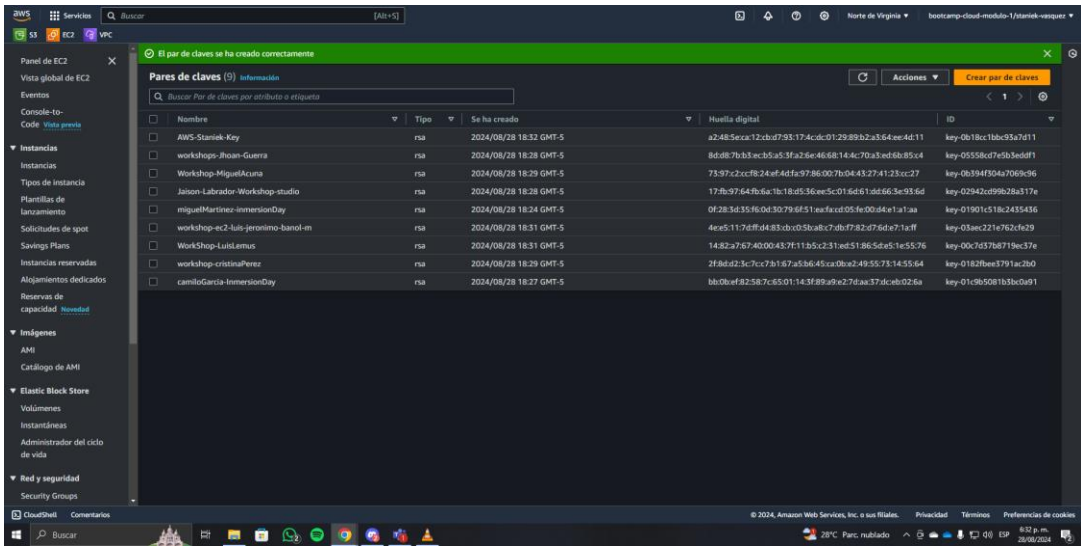 aws Servicios Buscar [Alt+S] Norte de Virginia bootcamp-cloud-modulo-1/staniek-vasquez
S3 EC2 VPC
Panel de EC2
Vista global de EC2
Eventos
Console-to-
Code Vista previa
Instancias
Instancias
Tipos de instancia
Plantillas de
lanzamiento
Solicitudes de spot
Savings Plans
Instancias reservadas
Alojamientos dedicados
Reservas de
capacidad Novedad
Imágenes
AMI
Catálogo de AMI
Elastic Block Store
Volúmenes
Instantáneas
Administrador del ciclo
de vida
Red y seguridad
Security Groups
El par de claves se ha creado correctamente
Pares de claves (9) Información Acciones Crear par de claves
Buscar Par de claves por atributo o etiqueta 1
Nombre Tipo Se ha creado Huella digital ID
AWS-Staniek-Key rsa 2024/08/28 18:32 GMT-5 a2:48:5e:ca:12:cb:d7:93:17:4c:dc:01:29:89:b2:a3:64:ee:4d:11 key-0b18cc1bbc93a7d11
workshops-Jhoan-Guerra rsa 2024/08/28 18:28 GMT-5 8d:d8:7b:b3:ec:b5:a5:3f:a2:6e:46:68:14:4c:70:a3:ed:6b:85:c4 key-05558cd7e5b3eddf1
Workshop-MiguelAcuna rsa 2024/08/28 18:29 GMT-5 73:97:c2:cc:f8:24:ef:4d:fa:97:86:00:7b:04:43:27:41:23:cc:27 key-0b394f304a7069c96
Jaison-Labrador-Workshop-studio rsa 2024/08/28 18:28 GMT-5 17:fb:97:64:fb:6a:1b:18:d5:36:ee:5c:01:6d:61:dd:66:3e:93:6d key-02942cd99b28a317e
miguelMartinez-inmersionDay rsa 2024/08/28 18:24 GMT-5 0f:28:3d:35:f6:0d:30:79:6f:51:ea:fa:cd:05:fe:00:d4:e1:a1:aa key-01901c518c2435436
workshop-ec2-luis-jeronimo-banol-m rsa 2024/08/28 18:31 GMT-5 4e:e5:11:7d:ff:d4:83:cb:c0:5b:a8:c7:db:f7:82:d7:6d:e7:1a:ff key-03aec221e762cfe29
WorkShop-LuisLemus rsa 2024/08/28 18:31 GMT-5 14:82:a7:67:40:00:43:7f:11:b5:c2:31:ed:51:86:5d:e5:1e:55:76 key-00c7d37b8719ec37e
workshop-cristinaPerez rsa 2024/08/28 18:29 GMT-5 2f:8d:d2:3c:7c:c7:b1:67:a5:b6:45:ca:0b:e2:49:55:73:14:55:64 key-0182fbee3791ac2b0
camiloGarcia-InmersionDay rsa 2024/08/28 18:27 GMT-5 bb:0b:ef:82:58:7c:65:01:14:3f:89:a9:e2:7d:aa:37:dc:eb:02:6a key-01c9b5081b3bc0a91
CloudShell Comentarios © 2024, Amazon Web Services, Inc. o sus filiales. Privacidad Términos Preferencias de cookies
Buscar 28°C Parc. nublado ESP 6:32 p. m.
28/08/2024